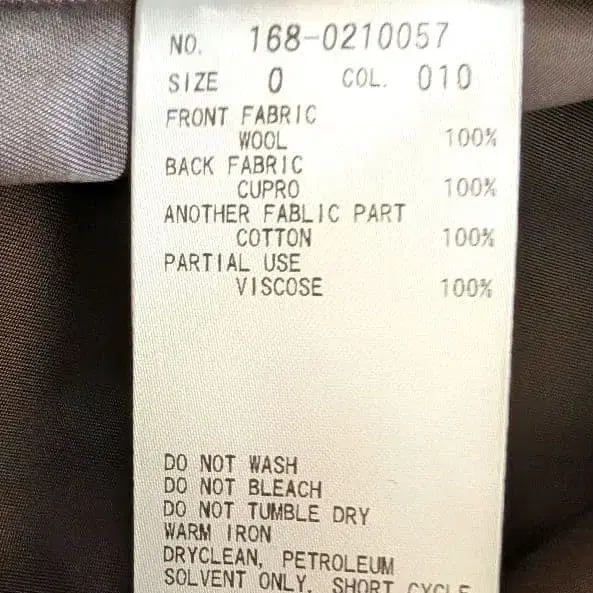 NO. 168-0210057
SIZE 0 COL. 010
FRONT FABRIC
WOOL 100%
BACK FABRIC
CUPRO 100%
ANOTHER FABLIC PART
COTTON 100%
PARTIAL USE
VISCOSE 100%
DO NOT WASH
DO NOT BLEACH
DO NOT TUMBLE DRY
WARM IRON
DRYCLEAN, PETROLEUM
SOLVENT ONLY, SHORT CYCLE